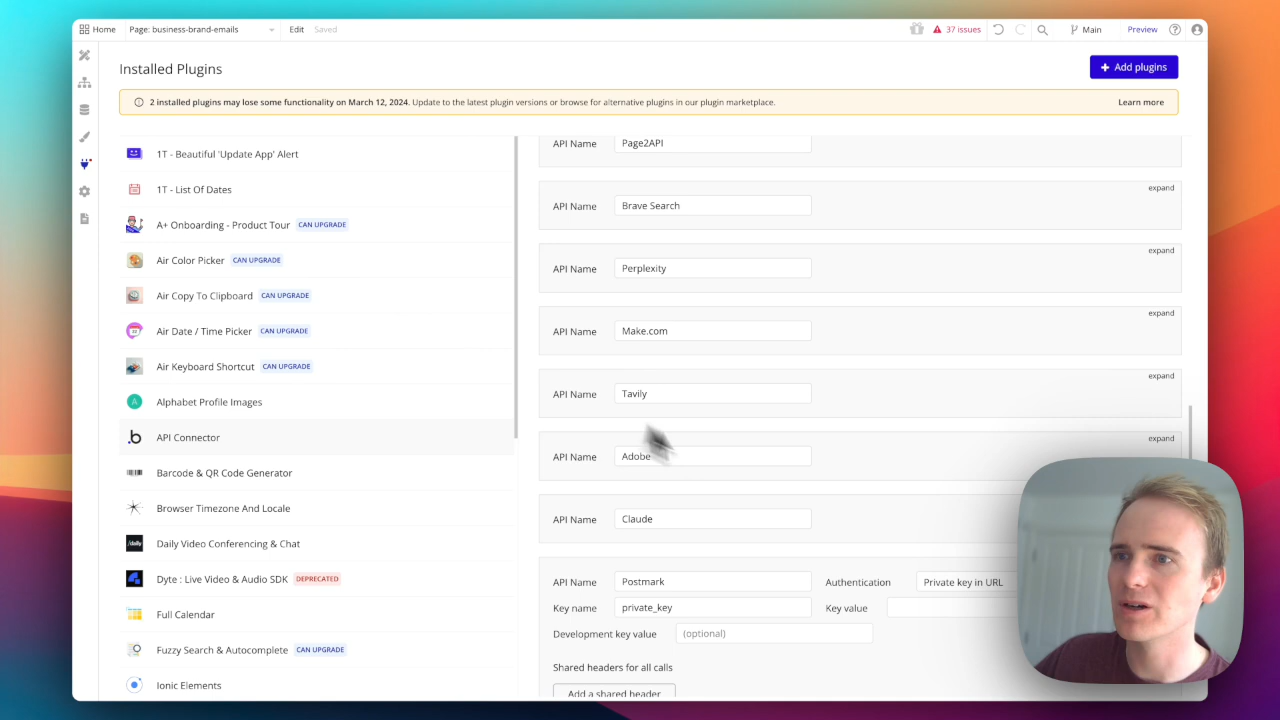 Home
Page: business-brand-emails
Edit
Saved
37 issues
Main
Preview
Installed Plugins
+ Add plugins
2 installed plugins may lose some functionality on March 12, 2024. Update to the latest plugin versions or browse for alternative plugins in our plugin marketplace.
Learn more
1T - Beautiful 'Update App' Alert
1T - List Of Dates
A+ Onboarding - Product Tour CAN UPGRADE
Air Color Picker CAN UPGRADE
Air Copy To Clipboard CAN UPGRADE
Air Date / Time Picker CAN UPGRADE
Air Keyboard Shortcut CAN UPGRADE
Alphabet Profile Images
API Connector
Barcode & QR Code Generator
Browser Timezone And Locale
Daily Video Conferencing & Chat
Dyte : Live Video & Audio SDK DEPRECATED
Full Calendar
Fuzzy Search & Autocomplete CAN UPGRADE
Ionic Elements
API Name Page2API
expand
API Name Brave Search
expand
API Name Perplexity
expand
API Name Make.com
expand
API Name Tavily
expand
API Name Adobe
API Name Claude
API Name Postmark Authentication Private key in URL
Key name private_key Key value
Development key value (optional)
Shared headers for all calls
Add a shared header